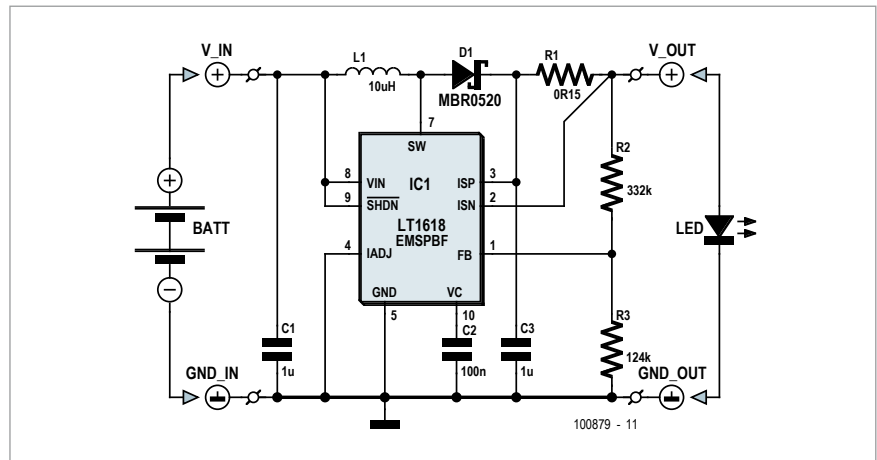 V_IN
L1
10uH
D1
MBR0520
R1
0R15
V_OUT
7
SW
8
VIN
IC1
ISP
3
9
SHDN
ISN
2
LT1618
EMSPBF
4
IADJ
FB
1
GND
VC
5
10
BATT
R2
332k
LED
C1
1u
C2
100n
C3
1u
R3
124k
GND_IN
GND_OUT
100879 - 11